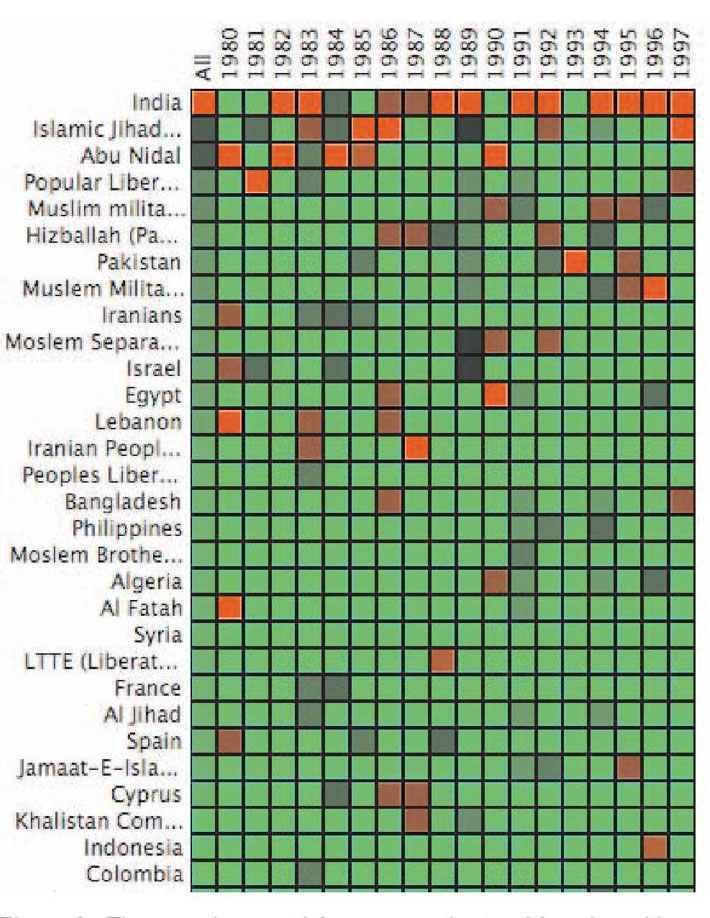 All 1980 1981 1982 1983 1984 1985 1986 1987 1988 1989 1990 1991 1992 1993 1994 1995 1996 1997
India
Islamic Jihad...
Abu Nidal
Popular Liber...
Muslim milita...
Hizballah (Pa...
Pakistan
Muslem Milita...
Iranians
Moslem Separa...
Israel
Egypt
Lebanon
Iranian Peopl...
Peoples Liber...
Bangladesh
Philippines
Moslem Brothe...
Algeria
Al Fatah
Syria
LTTE (Liberat...
France
Al Jihad
Spain
Jamaat-E-Isla...
Cyprus
Khalistan Com...
Indonesia
Colombia